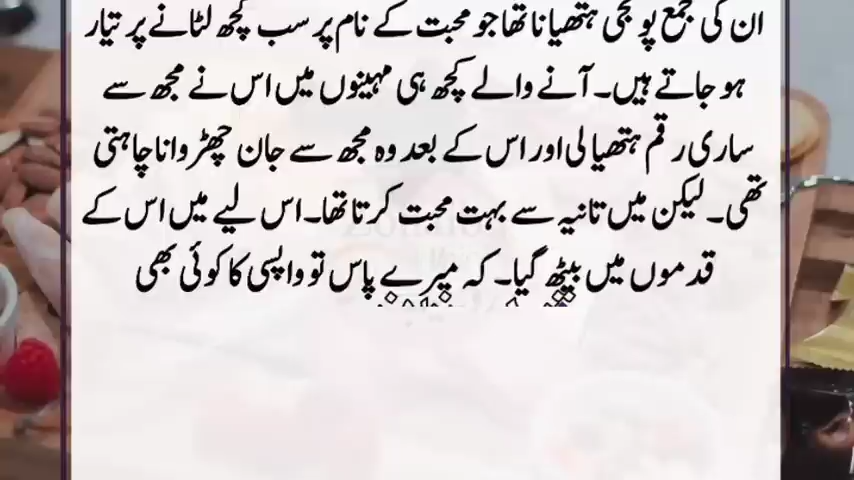 ان کی جمع پونجی ہتھیانا تھا جو محبت کے نام پر سب کچھ لٹانے پر تیار
ہو جاتے ہیں۔ آنے والے کچھ ہی مہینوں میں اس نے مجھ سے
ساری رقم ہتھیا لی اور اس کے بعد وہ مجھ سے جان چھڑوانا چاہتی
تھی۔ لیکن میں تانیہ سے بہت محبت کرتا تھا۔ اس لیے میں اس کے
قدموں میں بیٹھ گیا۔ کہ میرے پاس تو واپسی کا کوئی بھی